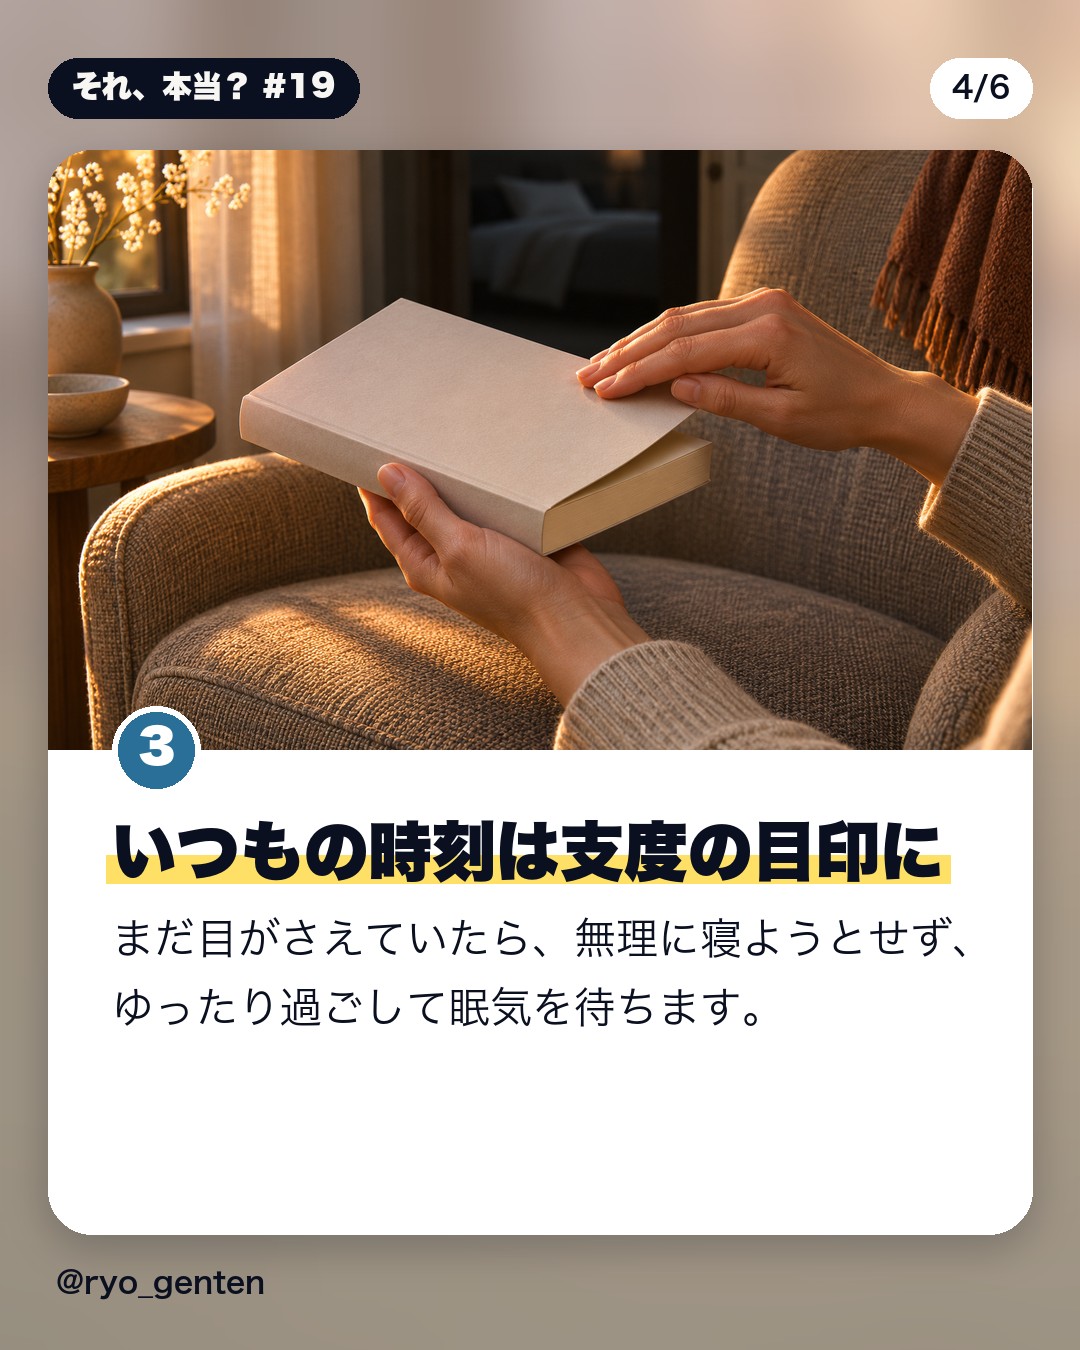 それ、本当？ #19
4/6
3
いつもの時刻は支度の目印に
まだ目がさえていたら、無理に寝ようとせず、
ゆったり過ごして眠気を待ちます。
@ryo_genten